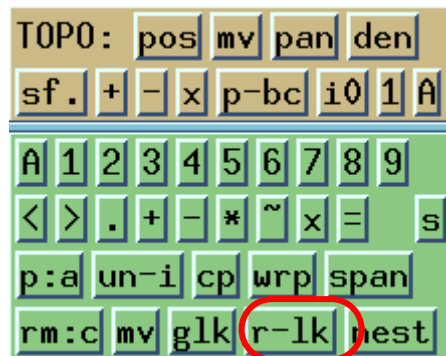 TOPO: pos mv pan den
sf. + - x p-bc i0 1 A
A 1 2 3 4 5 6 7 8 9
< > . + - * ~ x = s
p:a un-i cp wrp span
rm:c mv glk r-lk nest